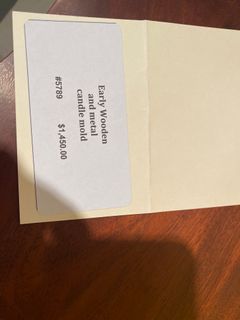 Early Wooden
and metal
candle mold
#5789 $1,450.00